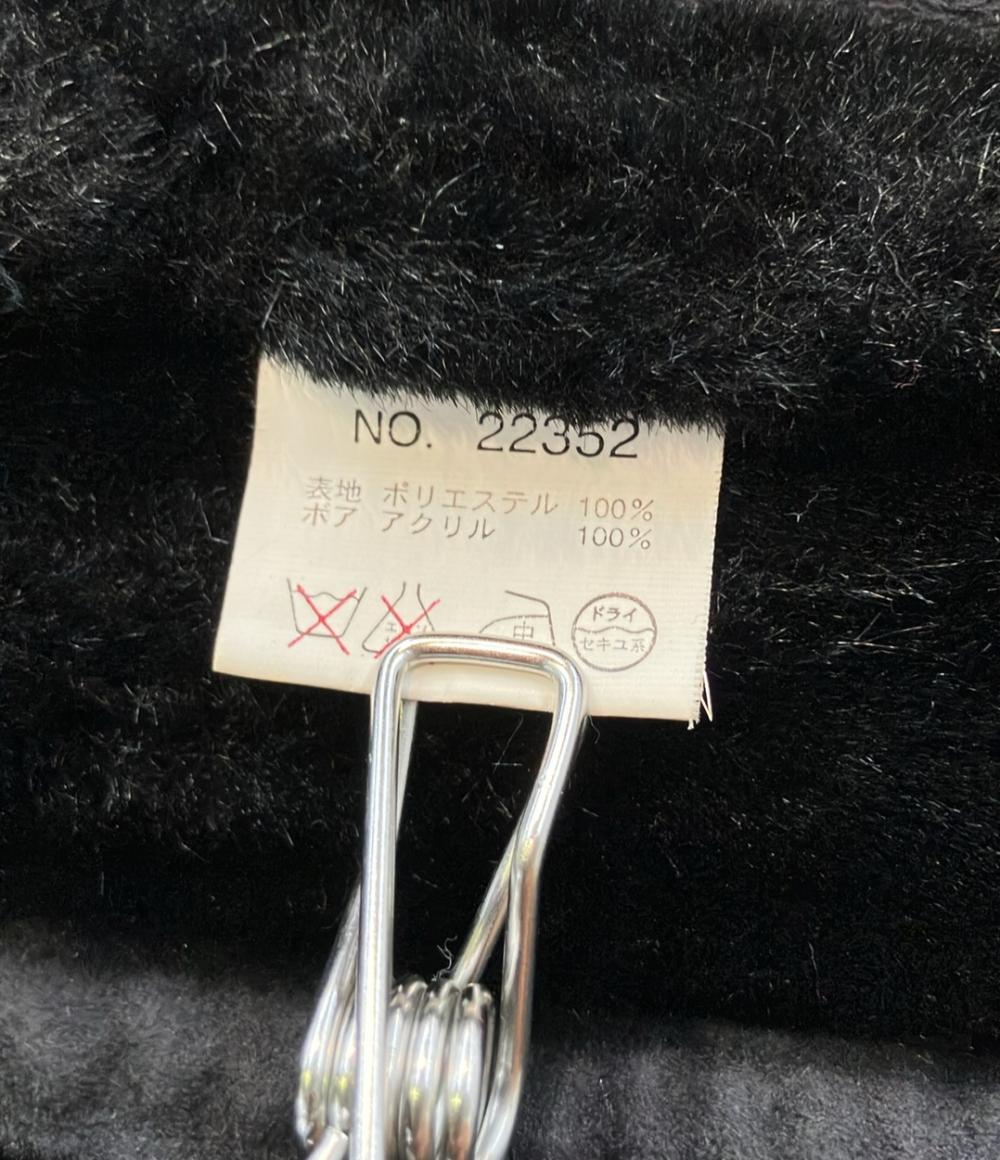 NO. 22352
表地 ポリエステル 100%
ボア アクリル 100%
中
ドライ
セキユ系